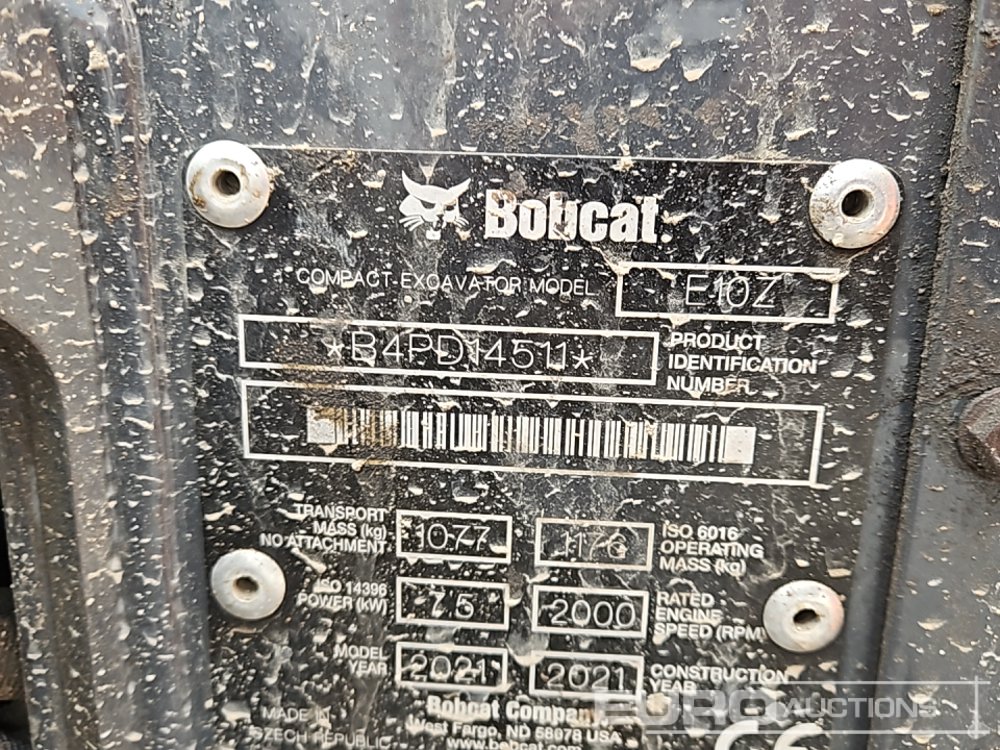 Bobcat.
COMPACT EXCAVATOR MODEL E10Z
*B4PD14511* PRODUCT IDENTIFICATION NUMBER
TRANSPORT MASS (kg) NO ATTACHMENT 1077 1176 ISO 6016 OPERATING MASS (kg)
ISO 14396 POWER (kW) 7.5 2000 RATED ENGINE SPEED (RPM)
MODEL YEAR 2021 2021 CONSTRUCTION YEAR
MADE IN CZECH REPUBLIC
Bobcat Company
West Fargo, ND 58078 USA
www.bobcat.com
CE
EURO AUCTIONS